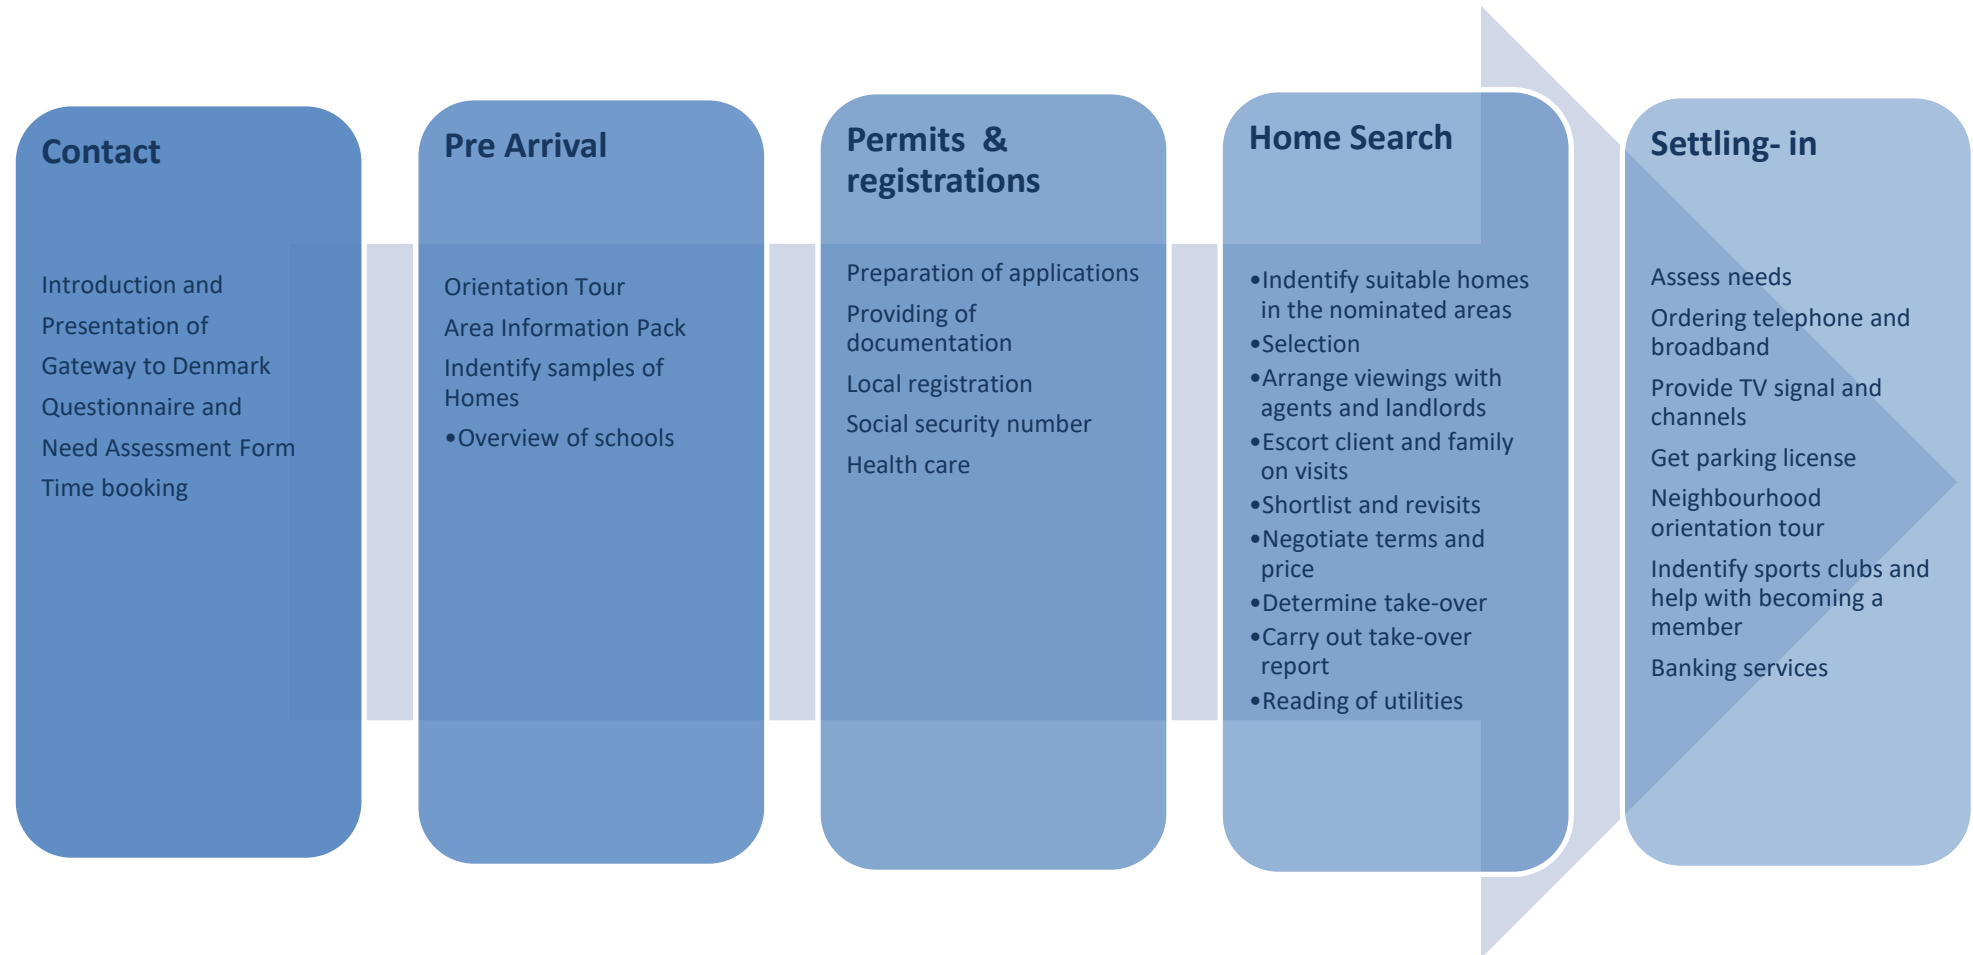 Contact
Introduction and
Presentation of
Gateway to Denmark
Questionnaire and
Need Assessment Form
Time booking
Pre Arrival
Orientation Tour
Area Information Pack
Indentify samples of
Homes
•Overview of schools
Permits & 
registrations
Preparation of applications
Providing of
documentation
Local registration
Social security number
Health care
Home Search
•Indentify suitable homes
in the nominated areas
•Selection
•Arrange viewings with
agents and landlords
•Escort client and family
on visits
•Shortlist and revisits
•Negotiate terms and
price
•Determine take-over
•Carry out take-over
report
•Reading of utilities
Settling- in
Assess needs
Ordering telephone and
broadband
Provide TV signal and
channels
Get parking license
Neighbourhood
orientation tour
Indentify sports clubs and
help with becoming a
member
Banking services